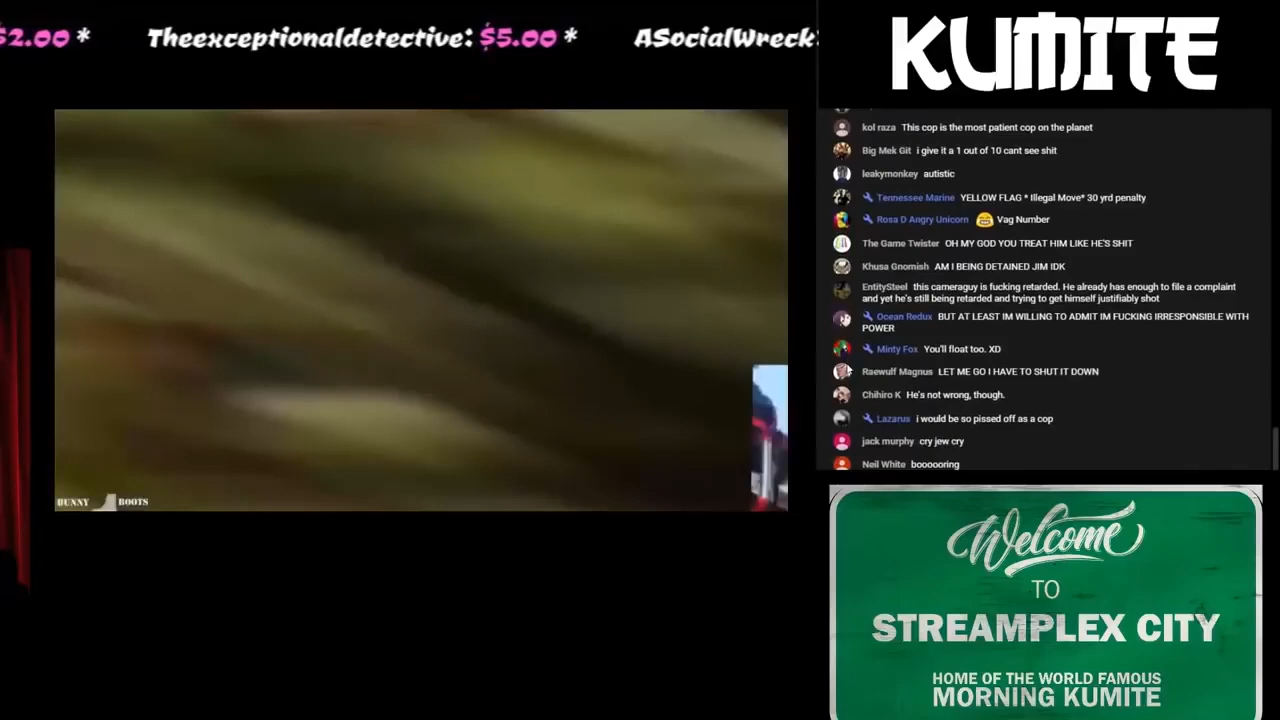 $2.00 * Theexceptionaldetective: $5.00 * ASocialWreck:
KUMITE
kol raza This cop is the most patient cop on the planet
Big Mek Git i give it a 1 out of 10 cant see shit
leakymonkey autistic
Tennessee Marine YELLOW FLAG * Illegal Move* 30 yrd penalty
Rosa D Angry Unicorn Vag Number
The Game Twister OH MY GOD YOU TREAT HIM LIKE HE'S SHIT
Khusa Gnomish AM I BEING DETAINED JIM IDK
EntitySteel this cameraguy is fucking retarded. He already has enough to file a complaint
and yet he's still being retarded and trying to get himself justifiably shot
Ocean Redux BUT AT LEAST IM WILLING TO ADMIT IM FUCKING IRRESPONSIBLE WITH
POWER
Minty Fox You'll float too. XD
Raewulf Magnus LET ME GO I HAVE TO SHUT IT DOWN
Chihiro K He's not wrong, though.
Lazarus i would be so pissed off as a cop
jack murphy cry jew cry
Neil White boooooring
BUNNY BOOTS
Welcome
TO
STREAMPLEX CITY
HOME OF THE WORLD FAMOUS
MORNING KUMITE